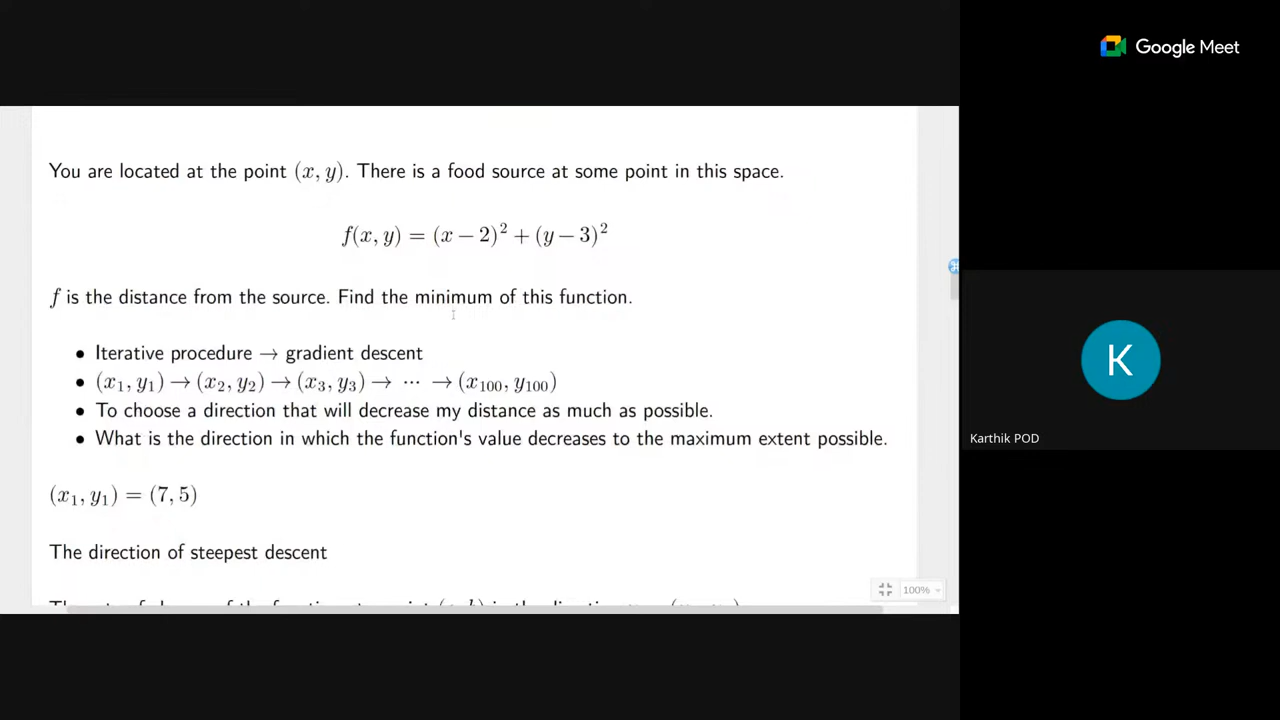 Google Meet
You are located at the point (x, y). There is a food source at some point in this space.
f(x, y) = (x − 2)² + (y − 3)²
f is the distance from the source. Find the minimum of this function.
• Iterative procedure → gradient descent
• (x₁, y₁) → (x₂, y₂) → (x₃, y₃) → ⋯ → (x₁₀₀, y₁₀₀)
• To choose a direction that will decrease my distance as much as possible.
• What is the direction in which the function's value decreases to the maximum extent possible.
(x₁, y₁) = (7, 5)
The direction of steepest descent
100%
K
Karthik POD